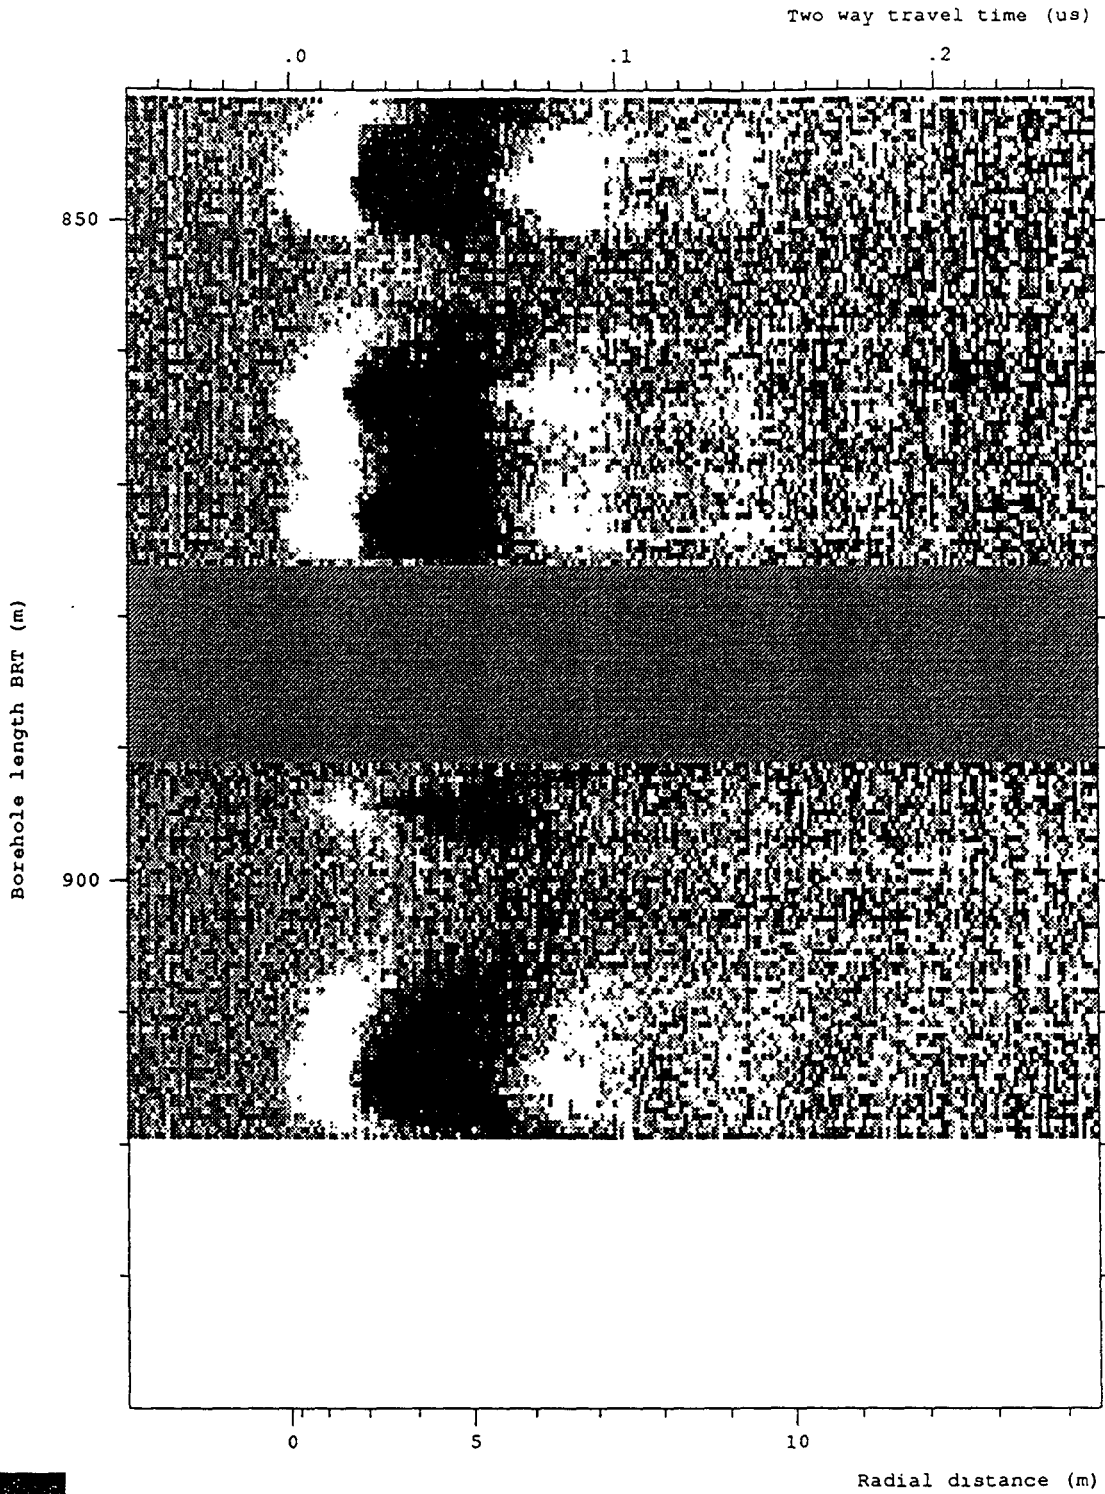 Two way travel time (us)
.0 .1 .2
850
Borehole length BRT (m)
900
0 5 10
Radial distance (m)